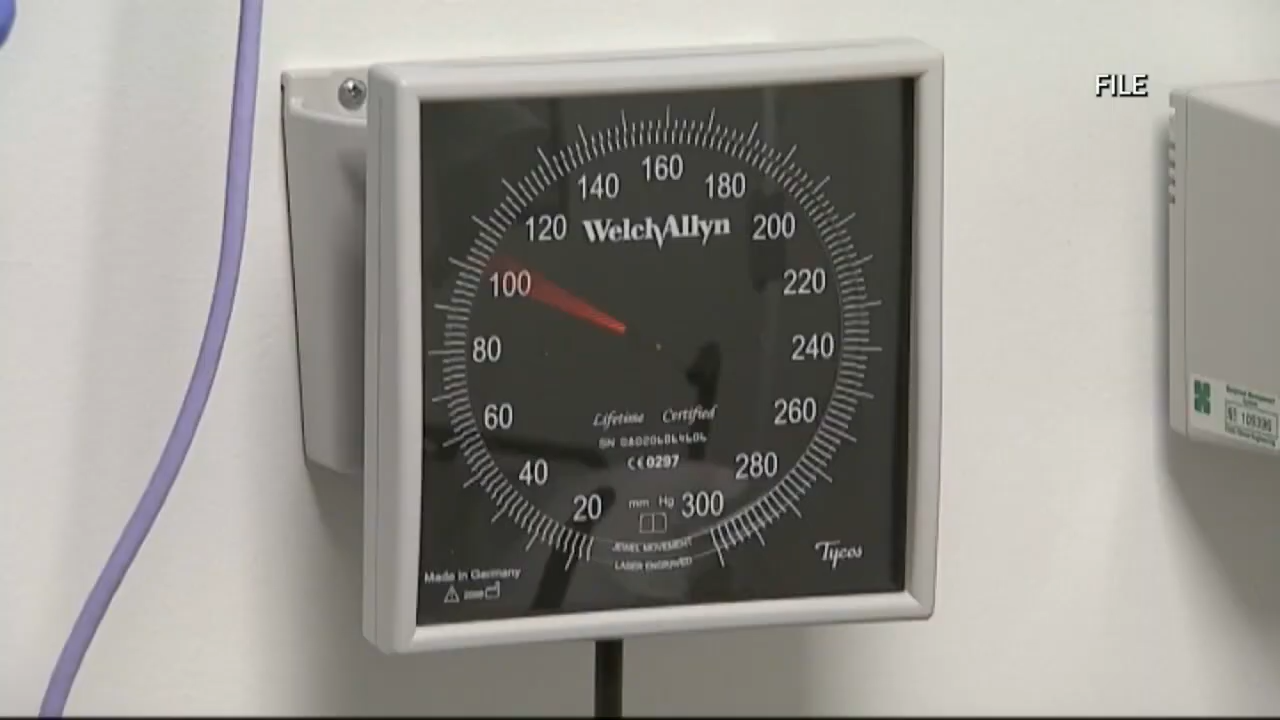 FILE
160
140
180
120
WelchAllyn
200
100
220
80
240
60
260
Lifetime Certified
SN
CE0297
40
280
20
mm Hg
300
JEWEL MOVEMENT
LASER ENGRAVED
Tycos
Made in Germany